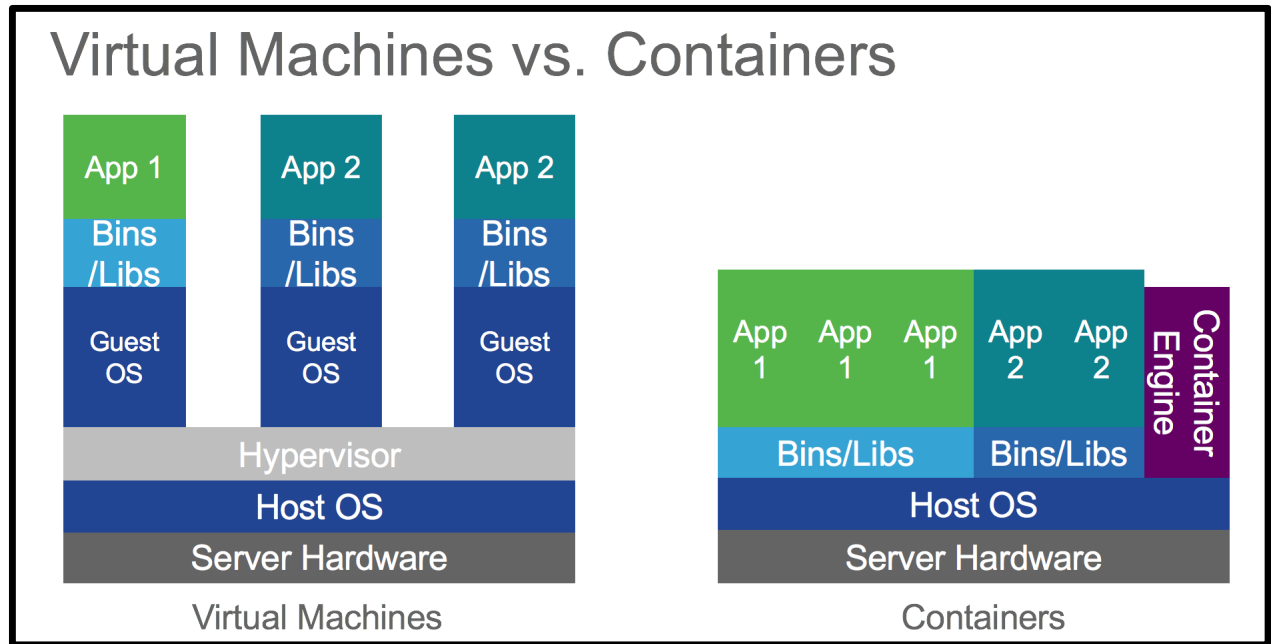 Virtual Machines vs. Containers
App 1
Bins
/Libs
Guest
OS
App 2
Bins
/Libs
Guest
OS
App 2
Bins
/Libs
Guest
OS
Hypervisor
Host OS
Server Hardware
Virtual Machines
App
1
App
1
App
1
App
2
App
2
Container
Engine
Bins/Libs
Bins/Libs
Host OS
Server Hardware
Containers